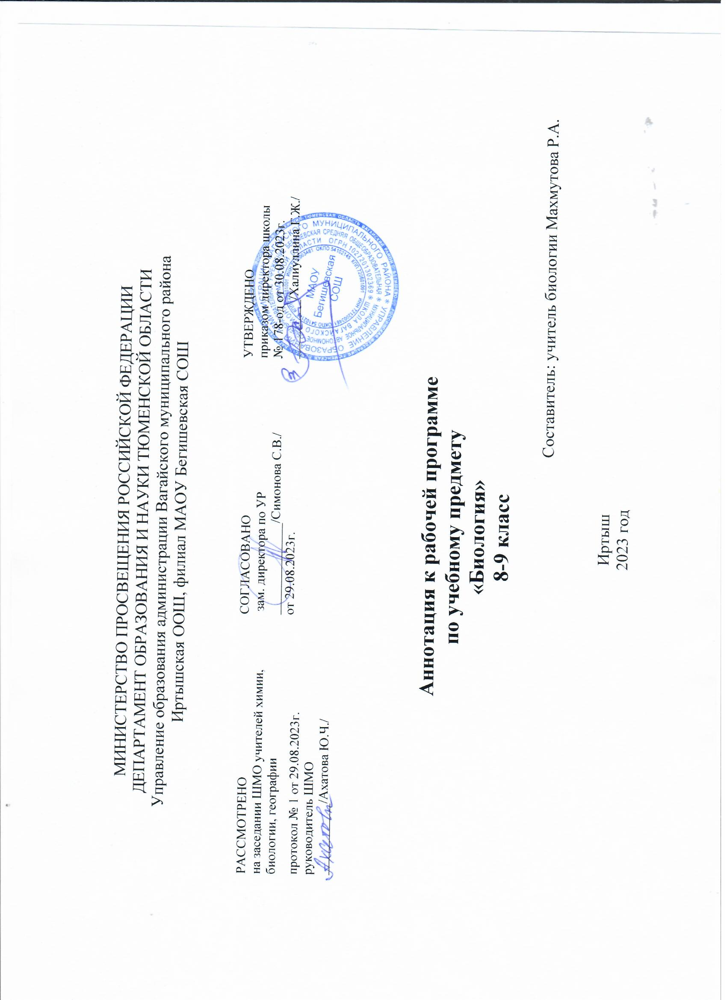 МИНИСТЕРСТВО ПРОСВЕЩЕНИЯ РОССИЙСКОЙ ФЕДЕРАЦИИ
ДЕПАРТАМЕНТ ОБРАЗОВАНИЯ И НАУКИ ТЮМЕНСКОЙ ОБЛАСТИ
Управление образования администрации Вагайского муниципального района
Иртышская ООШ, филиал МАОУ Бегишевская СОШ
РАССМОТРЕНО
на заседании ШМО учителей химии,
биологии, географии
протокол № 1 от 29.08.2023г.
руководитель ШМО
/Ахатова Ю.Ч./
СОГЛАСОВАНО
зам. директора по УР
/Симонова С.В./
от 29.08.2023г.
УТВЕРЖДЕНО
приказом директора школы
№ 178-од от 30.08.2023г.
/Халиуллина Г.Ж./
МАОУ
Бегишевская
СОШ
Аннотация к рабочей программе
по учебному предмету
«Биология»
8-9 класс
Составитель: учитель биологии Махмутова Р.А.
Иртыш
2023 год